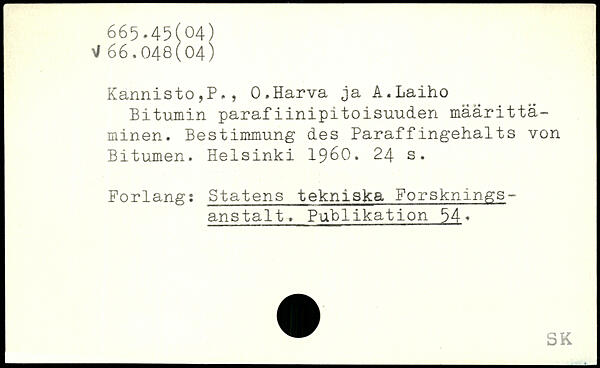 665.45(04)
v 66.048(04)
Kannisto,P., O.Harva ja A.Laiho
Bitumin parafiinipitoisuuden määrittä-
minen. Bestimmung des Paraffingehalts von
Bitumen. Helsinki 1960. 24 s.
Forlang: Statens tekniska Forsknings-
anstalt. Publikation 54.
SK